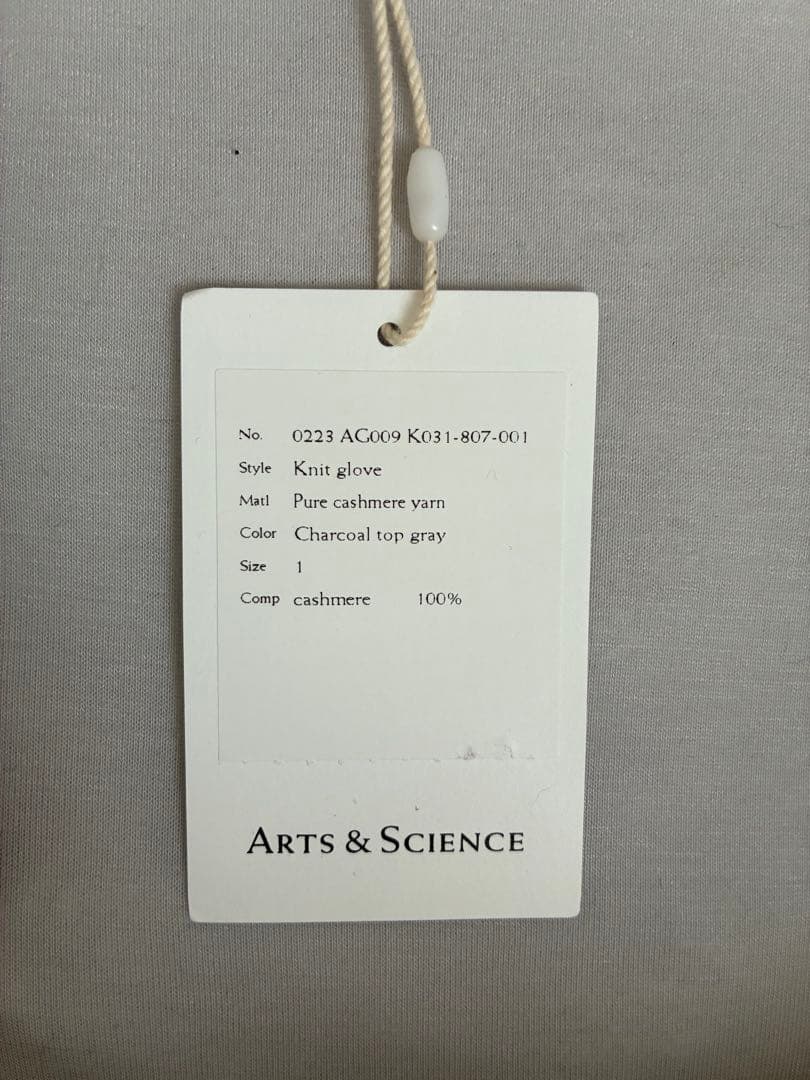 No. 0223 AG009 K031-807-001
Style Knit glove
Matl Pure cashmere yarn
Color Charcoal top gray
Size 1
Comp cashmere 100%
ARTS & SCIENCE